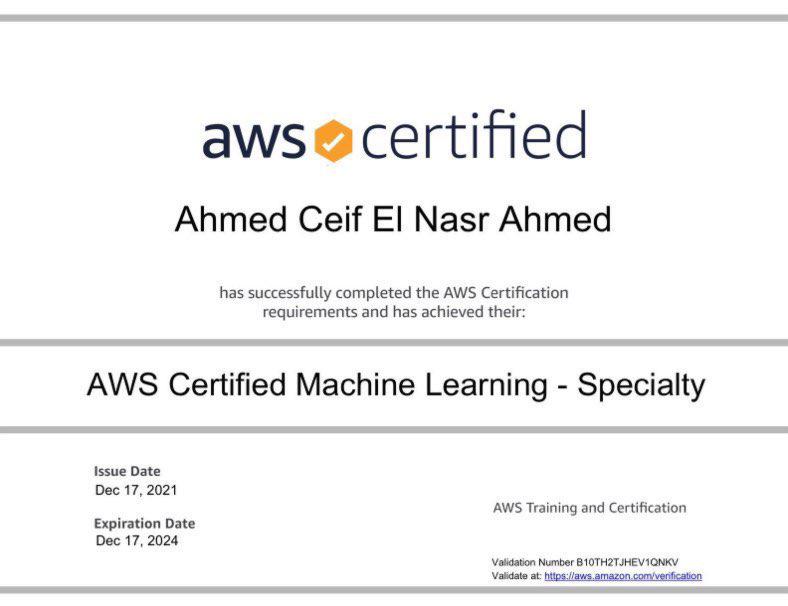 aws certified
Ahmed Ceif El Nasr Ahmed
has successfully completed the AWS Certification
requirements and has achieved their:
AWS Certified Machine Learning - Specialty
Issue Date
Dec 17, 2021
Expiration Date
Dec 17, 2024
AWS Training and Certification
Validation Number B10TH2TJHEV1QNKV
Validate at: https://aws.amazon.com/verification